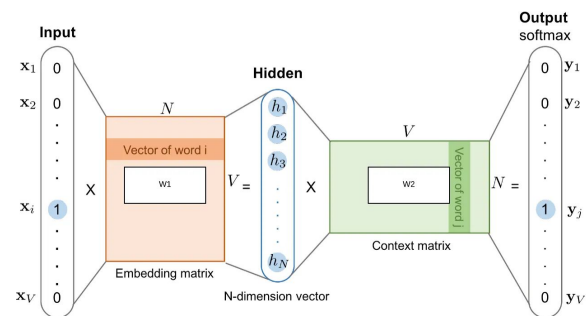 Input
x1
0
x2
0
xi
1
xV
0
X
N
Vector of word i
W1
V =
Embedding matrix
Hidden
h1
h2
h3
hN
N-dimension vector
X
V
W2
Vector of word j
N =
Context matrix
Output
softmax
0
y1
0
y2
1
yj
0
yV